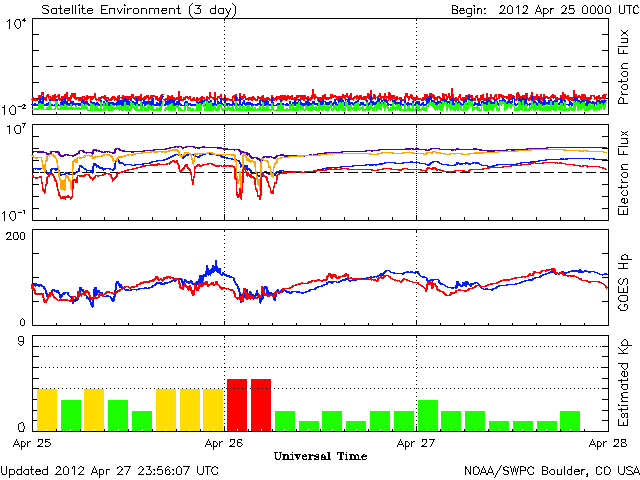 Satellite Environment (3 day) Begin: 2012 Apr 25 0000 UTC
10^4
10^-2
Proton Flux
10^7
10^-1
Electron Flux
200
0
GOES Hp
9
0
Estimated Kp
Apr 25 Apr 26 Apr 27 Apr 28
Universal Time
Updated 2012 Apr 27 23:56:07 UTC NOAA/SWPC Boulder, CO USA